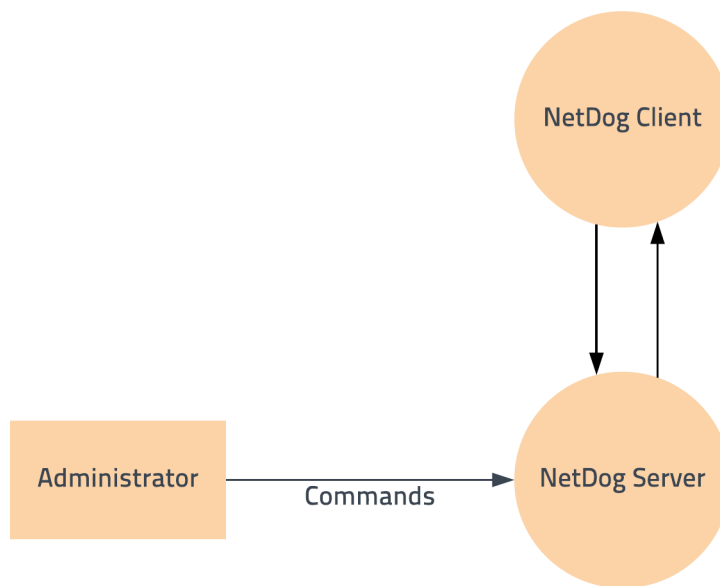 NetDog Client
Administrator
Commands
NetDog Server